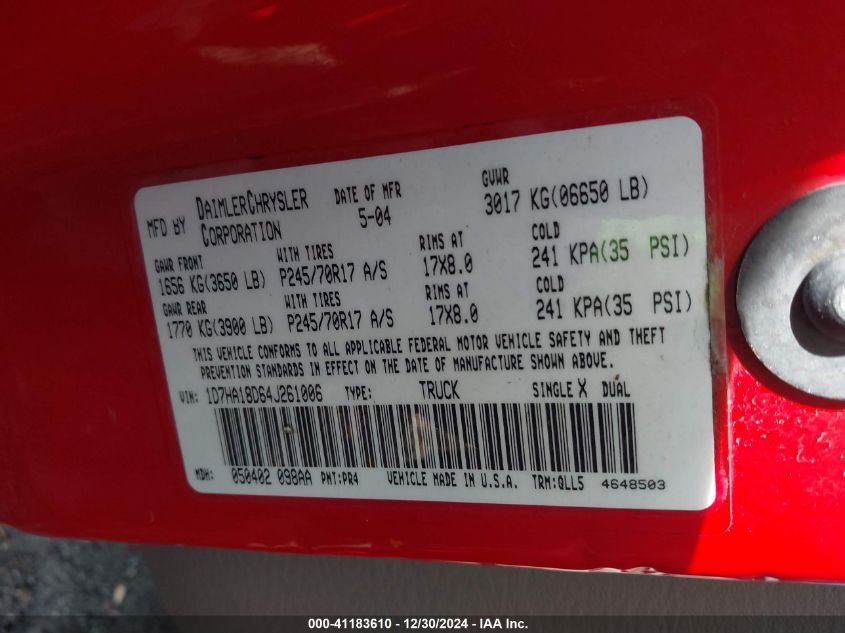 MFD BY DAIMLERCHRYSLER CORPORATION DATE OF MFR 5-04 GVWR 3017 KG(06650 LB)
GAWR FRONT WITH TIRES RIMS AT COLD
1656 KG(3650 LB) P245/70R17 A/S 17X8.0 241 KPA(35 PSI)
GAWR REAR WITH TIRES RIMS AT COLD
1770 KG(3900 LB) P245/70R17 A/S 17X8.0 241 KPA(35 PSI)
THIS VEHICLE CONFORMS TO ALL APPLICABLE FEDERAL MOTOR VEHICLE SAFETY AND THEFT
PREVENTION STANDARDS IN EFFECT ON THE DATE OF MANUFACTURE SHOWN ABOVE.
VIN: 1D7HA18D64J261006 TYPE: TRUCK SINGLE X DUAL
MDH: 050402 098AA PNT:PR4 VEHICLE MADE IN U.S.A. TRM:QLL5 4648503
000-41183610 - 12/30/2024 - IAA Inc.